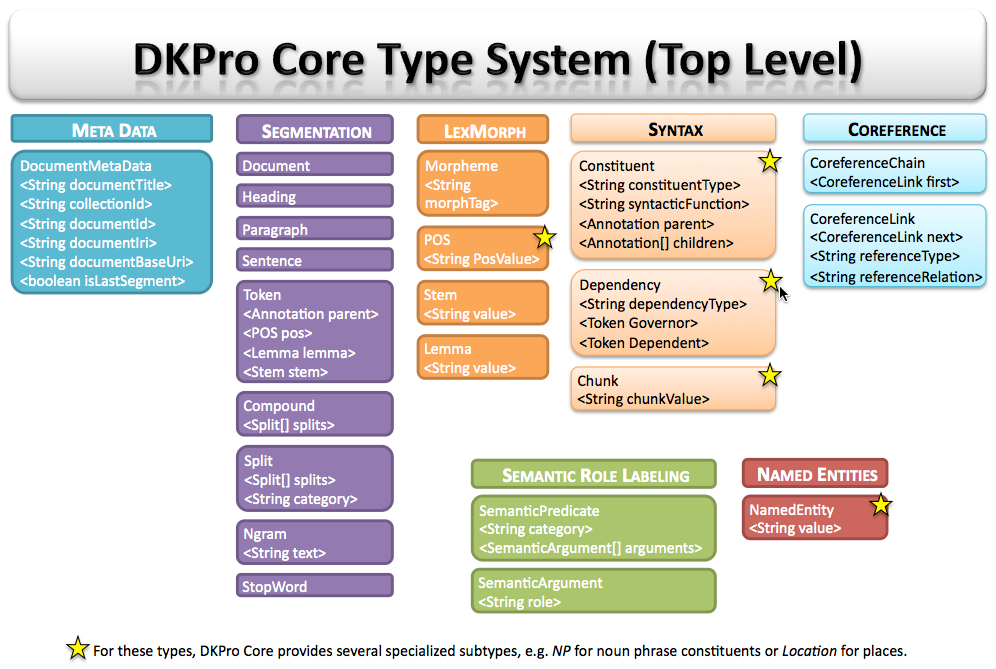 DKPro Core Type System (Top Level)
META DATA
DocumentMetaData
<String documentTitle>
<String collectionId>
<String documentId>
<String documentIri>
<String documentBaseUri>
<boolean isLastSegment>
SEGMENTATION
Document
Heading
Paragraph
Sentence
Token
<Annotation parent>
<POS pos>
<Lemma lemma>
<Stem stem>
Compound
<Split[] splits>
Split
<Split[] splits>
<String category>
Ngram
<String text>
StopWord
LEXMORPH
Morpheme
<String
morphTag>
POS
<String PosValue>
Stem
<String value>
Lemma
<String value>
SYNTAX
Constituent
<String constituentType>
<String syntacticFunction>
<Annotation parent>
<Annotation[] children>
Dependency
<String dependencyType>
<Token Governor>
<Token Dependent>
Chunk
<String chunkValue>
COREFERENCE
CoreferenceChain
<CoreferenceLink first>
CoreferenceLink
<CoreferenceLink next>
<String referenceType>
<String referenceRelation>
SEMANTIC ROLE LABELING
SemanticPredicate
<String category>
<SemanticArgument[] arguments>
SemanticArgument
<String role>
NAMED ENTITIES
NamedEntity
<String value>
For these types, DKPro Core provides several specialized subtypes, e.g. NP for noun phrase constituents or Location for places.